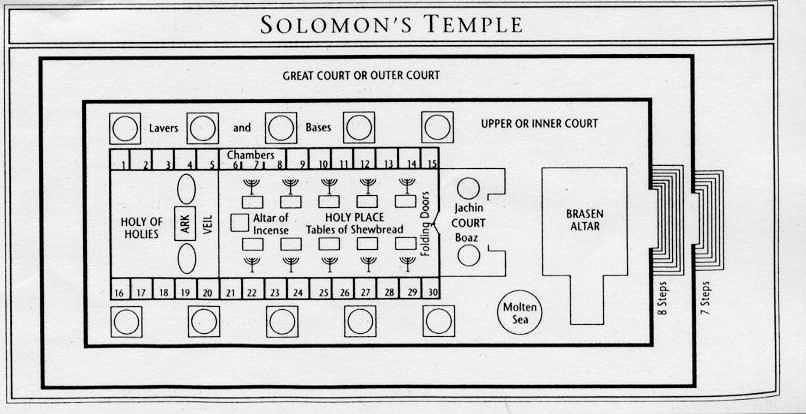 SOLOMON'S TEMPLE
GREAT COURT OR OUTER COURT
Lavers and Bases
UPPER OR INNER COURT
Chambers
1 2 3 4 5 6 7 8 9 10 11 12 13 14 15
HOLY OF
HOLIES
ARK
VEIL
Altar of
Incense
HOLY PLACE
Tables of Shewbread
Folding Doors
Jachin
COURT
Boaz
BRASEN
ALTAR
16 17 18 19 20 21 22 23 24 25 26 27 28 29 30
Molten
Sea
8 Steps
7 Steps